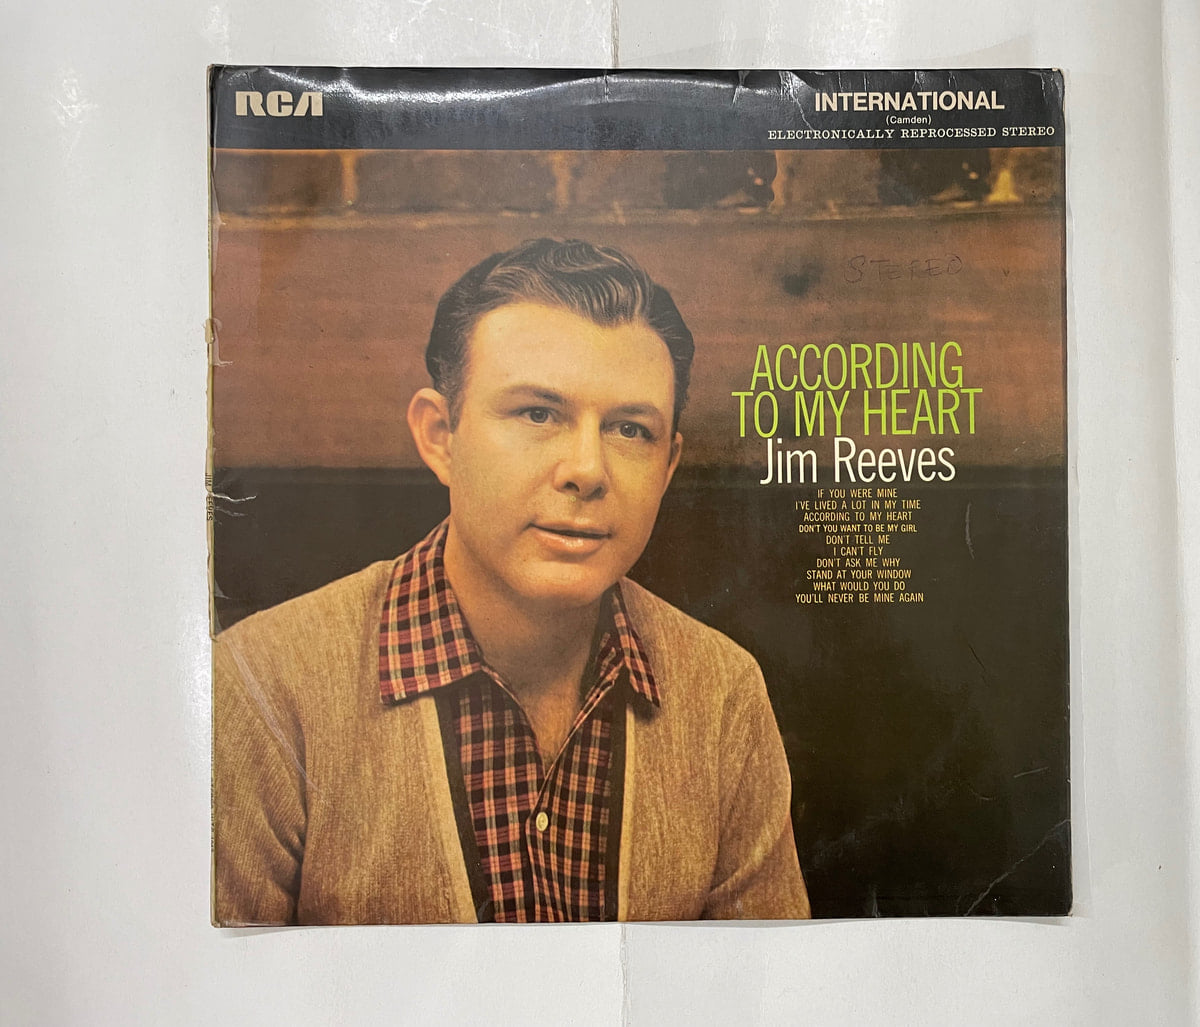 RCA
INTERNATIONAL
(Camden)
ELECTRONICALLY REPROCESSED STEREO
STEREO
ACCORDING
TO MY HEART
Jim Reeves
IF YOU WERE MINE
I'VE LIVED A LOT IN MY TIME
ACCORDING TO MY HEART
DON'T YOU WANT TO BE MY GIRL
DON'T TELL ME
I CAN'T FLY
DON'T ASK ME WHY
STAND AT YOUR WINDOW
WHAT WOULD YOU DO
YOU'LL NEVER BE MINE AGAIN